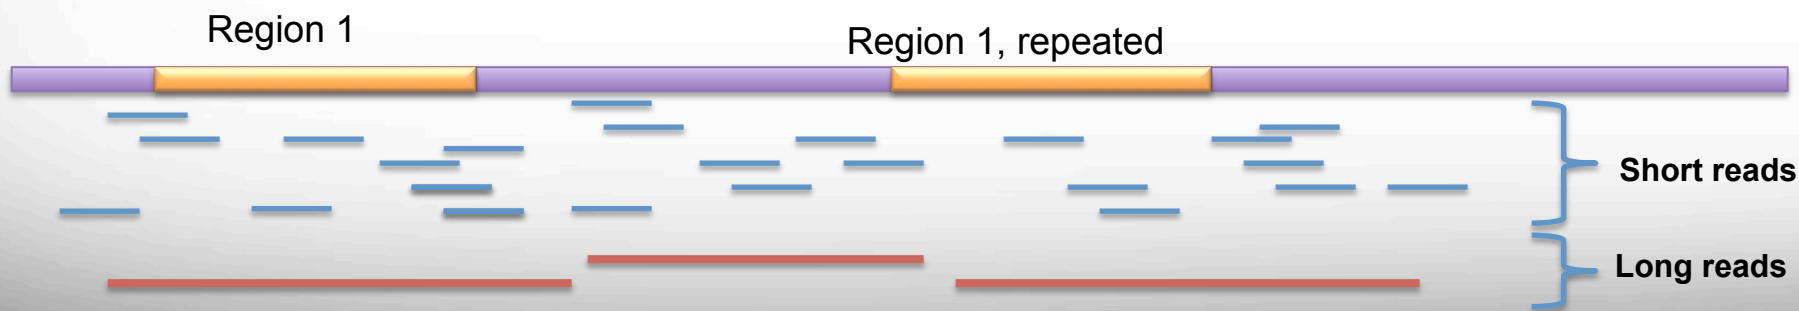 Region 1
Region 1, repeated
Short reads
Long reads